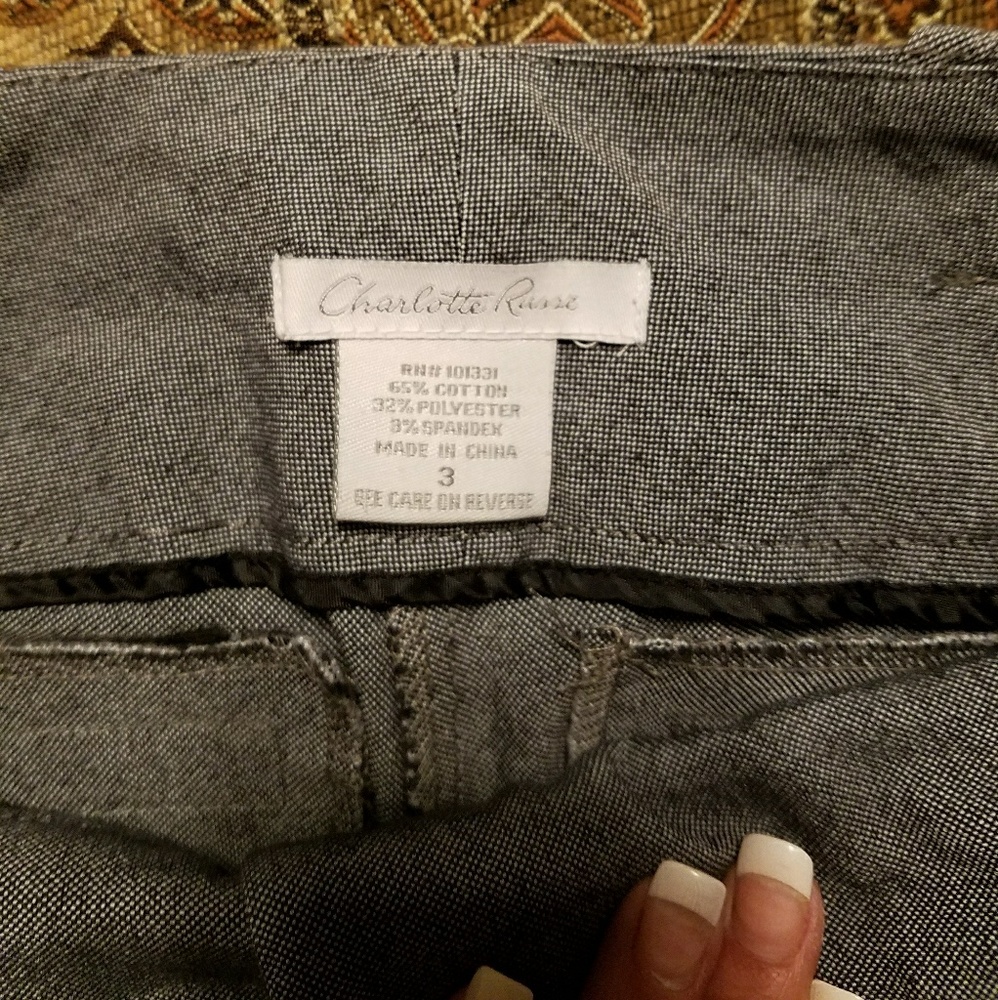 Charlotte Russe
RN# 101331
65% COTTON
32% POLYESTER
3% SPANDEX
MADE IN CHINA
3
SEE CARE ON REVERSE